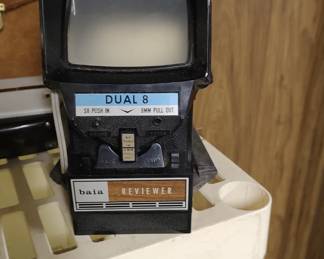 DUAL 8
S8 PUSH IN 8MM PULL OUT
baia REVIEWER